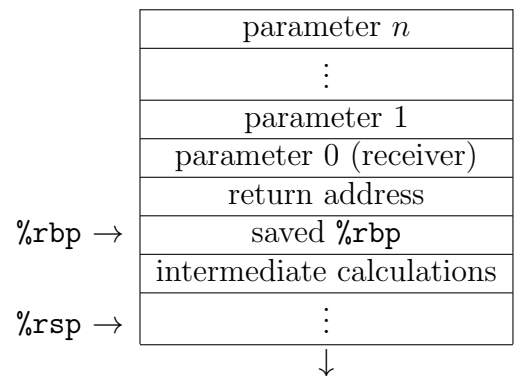 parameter n
⋮
parameter 1
parameter 0 (receiver)
return address
%rbp → saved %rbp
intermediate calculations
%rsp → ⋮
↓